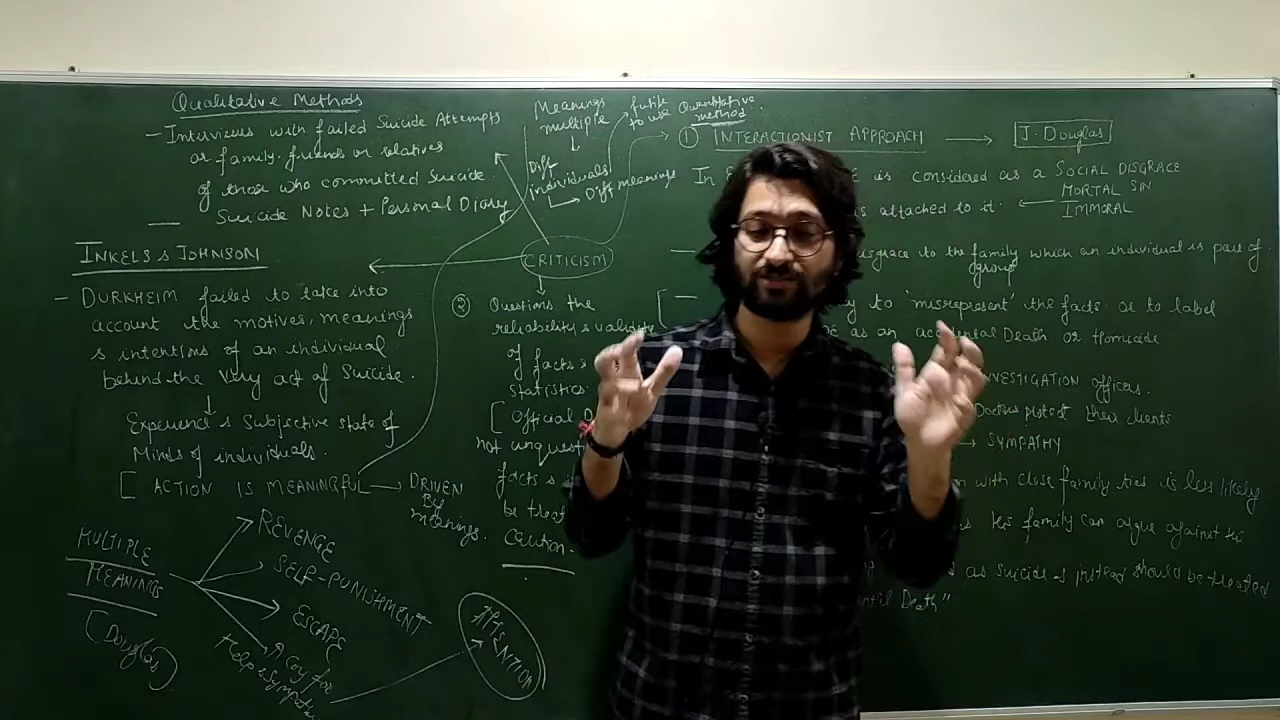 Qualitative Methods
- Interviews with failed Suicide Attempts
or family, friends or relatives
of those who committed Suicide.
Suicide Notes + Personal Diary
INKELS & JOHNSON
- DURKHEIM failed to take into
account the motives, meanings
& intentions of an individual
behind the very act of Suicide.
Experience & Subjective state of
Minds of individuals.
[ ACTION IS MEANINGFUL
DRIVEN
By
meanings.
MULTIPLE
MEANINGS
(Douglas)
REVENGE
SELF-PUNISHMENT
ESCAPE
A Cry for
Help & Sympathy
ATTENTION
Meanings
multiple
Diff
individuals
Diff meanings
futile
to use
Quantitative
method
CRITICISM
② Questions the
reliability & validity
of facts &
Statistics.
[ Official
not unquesti
facts &
be treat
Caution.
① INTERACTIONIST APPROACH
J. Douglas
In
is considered as a SOCIAL DISGRACE
MORTAL SIN
IMMORAL
is attached to it.
disgrace to the family which an individual is part of.
group
to 'misrepresent' the facts or to label
as an accidental Death or Homicide
INVESTIGATION officers.
Doctors protect their clients
SYMPATHY
with close family ties is less likely
His family can argue against
as suicide & instead should be treated
Death"